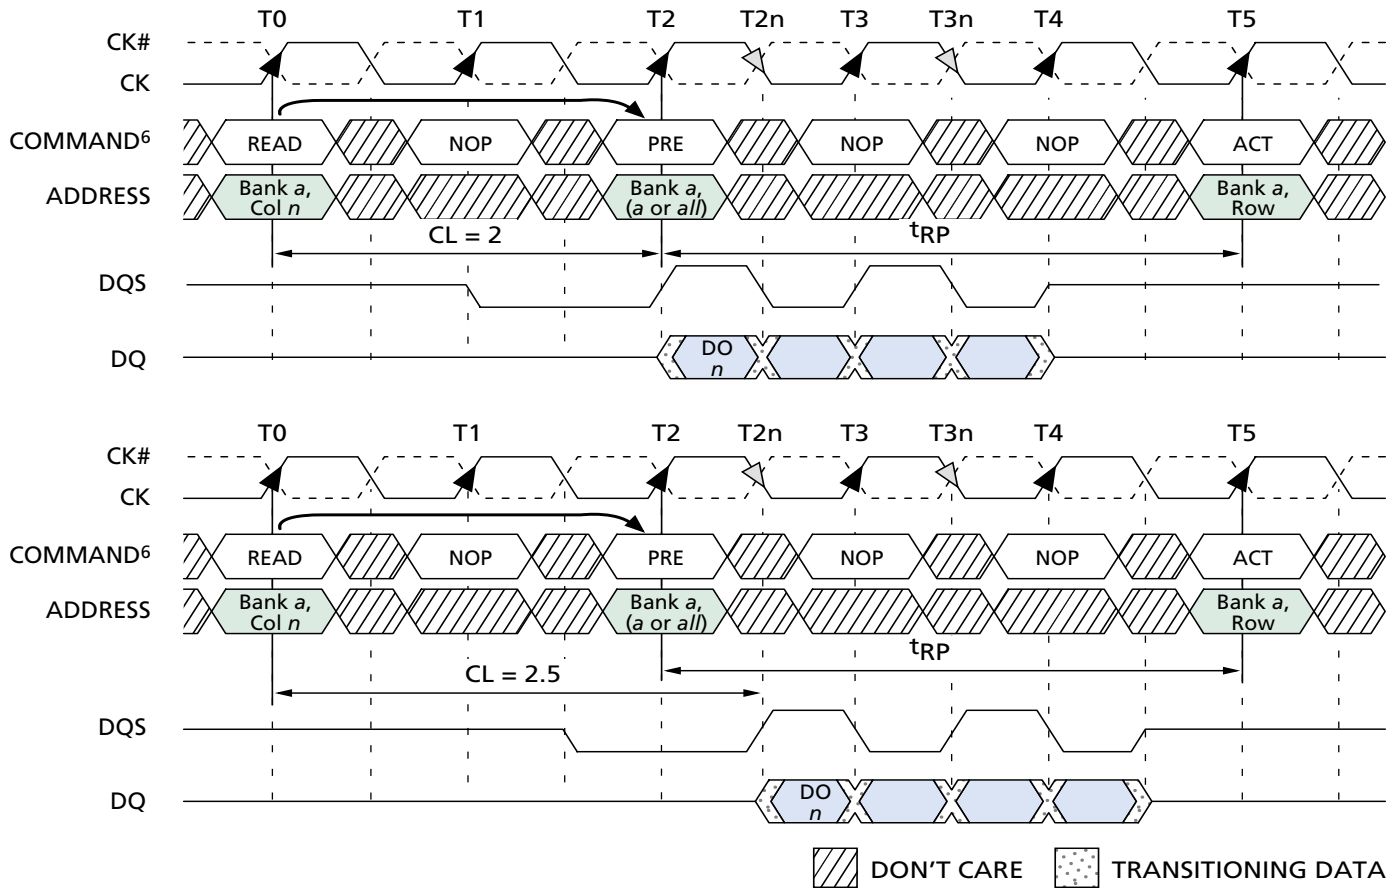 T0 T1 T2 T2n T3 T3n T4 T5
CK#
CK
COMMAND6 READ NOP PRE NOP NOP ACT
ADDRESS Bank a, Bank a, Bank a,
Col n (a or all) Row
CL = 2 tRP
DQS
DQ DO
n
T0 T1 T2 T2n T3 T3n T4 T5
CK#
CK
COMMAND6 READ NOP PRE NOP NOP ACT
ADDRESS Bank a, Bank a, Bank a,
Col n (a or all) Row
tRP
CL = 2.5
DQS
DQ DO
n
DON'T CARE TRANSITIONING DATA